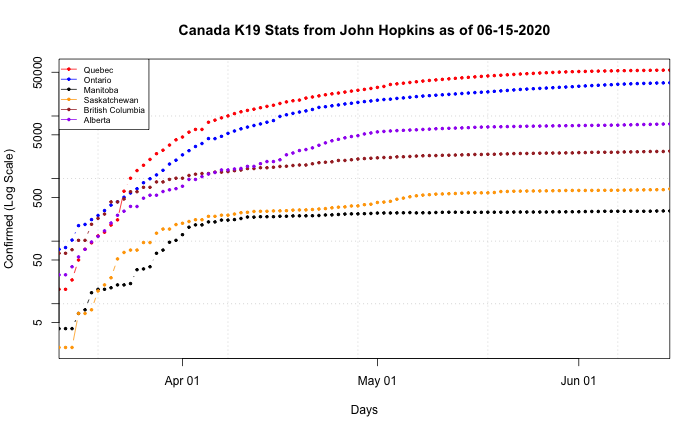 Canada K19 Stats from John Hopkins as of 06-15-2020
Confirmed (Log Scale)
50000
5000
500
50
5
Quebec
Ontario
Manitoba
Saskatchewan
British Columbia
Alberta
Apr 01
May 01
Jun 01
Days